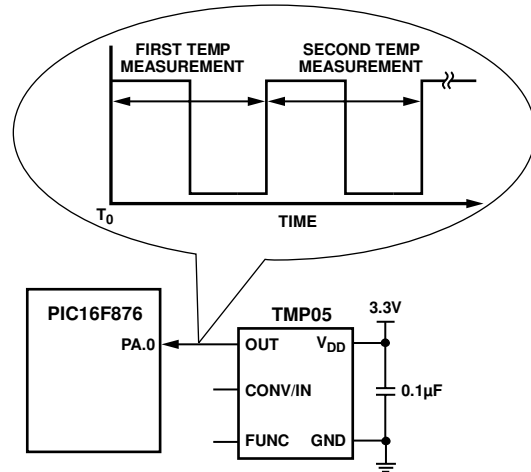 FIRST TEMP
MEASUREMENT
SECOND TEMP
MEASUREMENT
T0
TIME
PIC16F876
PA.0
TMP05
OUT
VDD
CONV/IN
FUNC
GND
3.3V
0.1µF